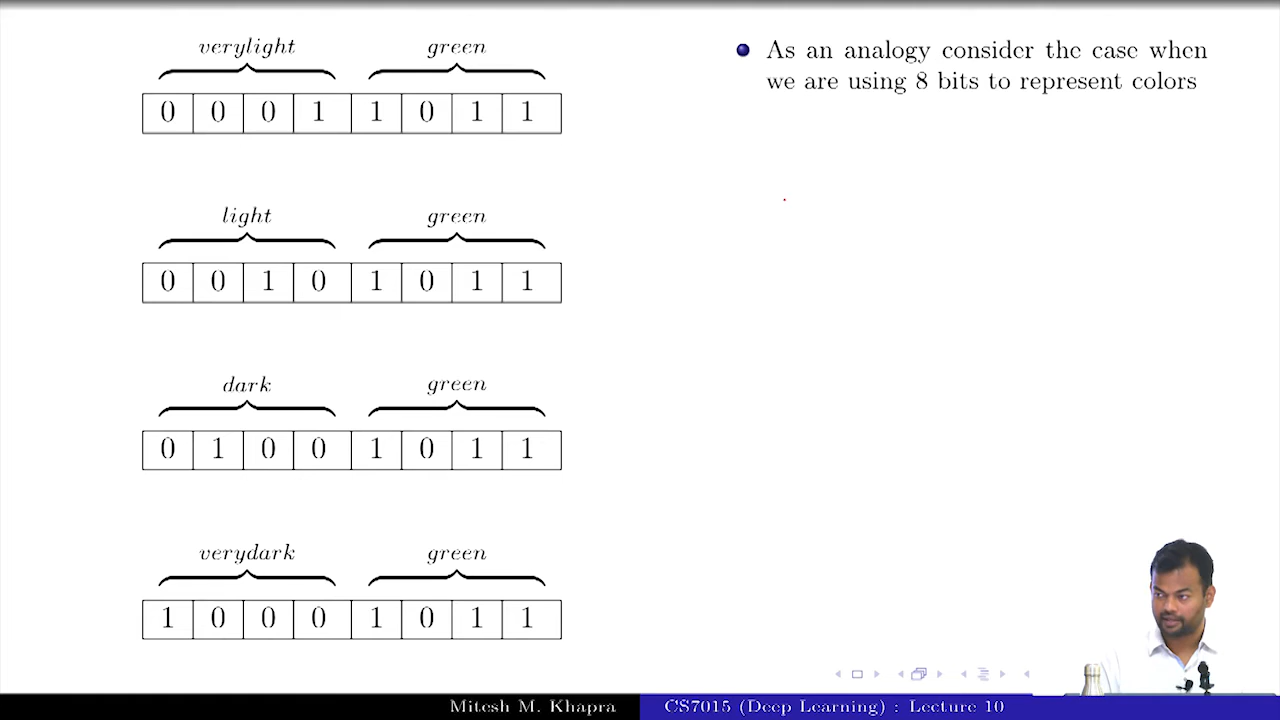 verylight green
0 0 0 1 1 0 1 1
light green
0 0 1 0 1 0 1 1
dark green
0 1 0 0 1 0 1 1
verydark green
1 0 0 0 1 0 1 1
As an analogy consider the case when
we are using 8 bits to represent colors
Mitesh M. Khapra
CS7015 (Deep Learning) : Lecture 10